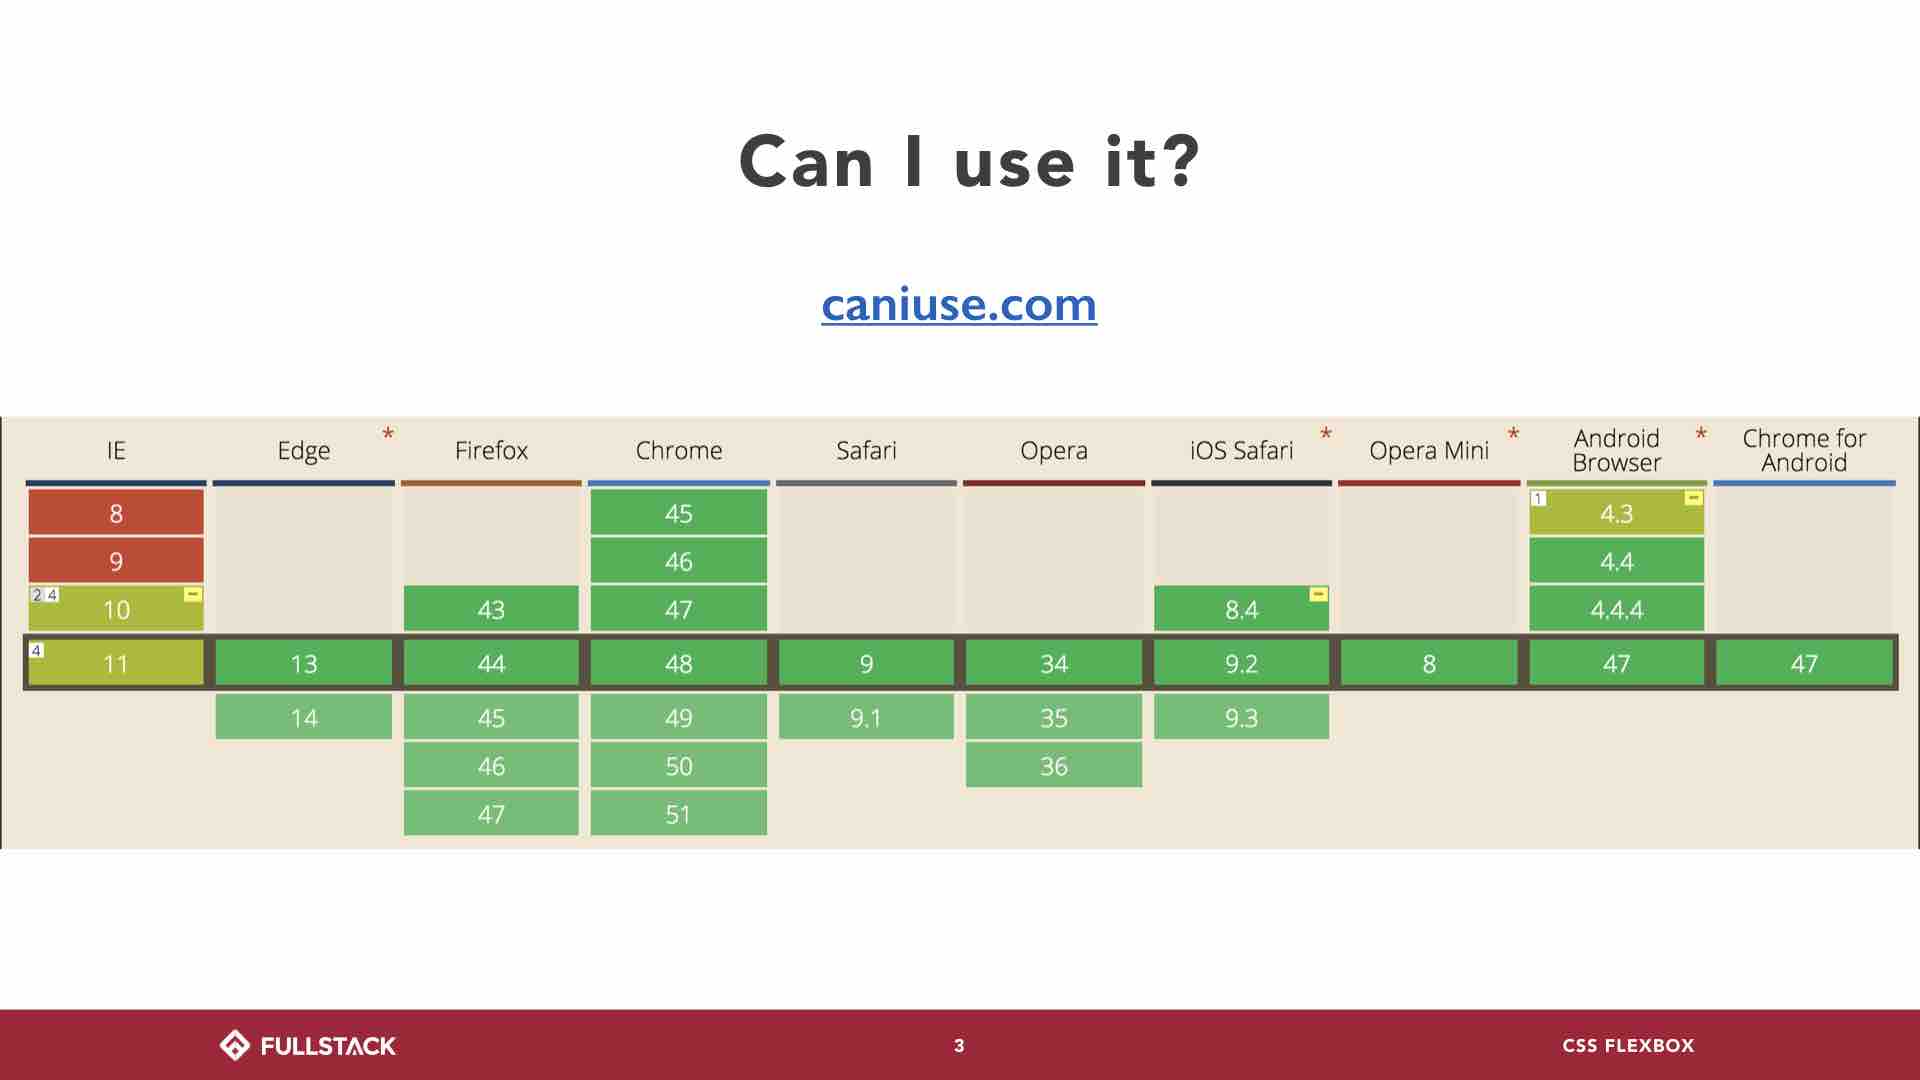 Can I use it?
caniuse.com
IE Edge * Firefox Chrome Safari Opera iOS Safari * Opera Mini * Android Browser * Chrome for Android
8 45 1 4.3 -
9 46 4.4
2 4 10 - 43 47 8.4 - 4.4.4
4 11 13 44 48 9 34 9.2 8 47 47
14 45 49 9.1 35 9.3
46 50 36
47 51
FULLSTACK 3 CSS FLEXBOX